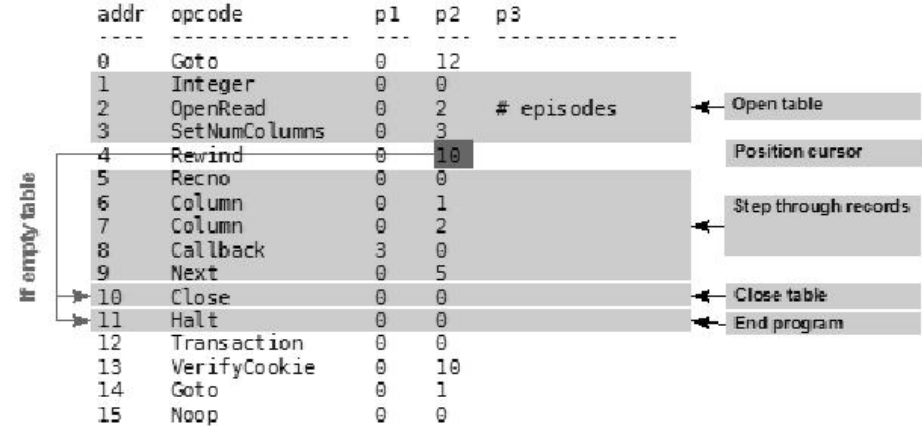 addr opcode p1 p2 p3
---- --------------- --- --- ---------------
0 Goto 0 12
1 Integer 0 0
2 OpenRead 0 2 # episodes
Open table
3 SetNumColumns 0 3
4 Rewind 0 10
Position cursor
5 Recno 0 0
6 Column 0 1
Step through records
7 Column 0 2
8 Callback 3 0
9 Next 0 5
If empty table
10 Close 0 0
Close table
11 Halt 0 0
End program
12 Transaction 0 0
13 VerifyCookie 0 10
14 Goto 0 1
15 Noop 0 0